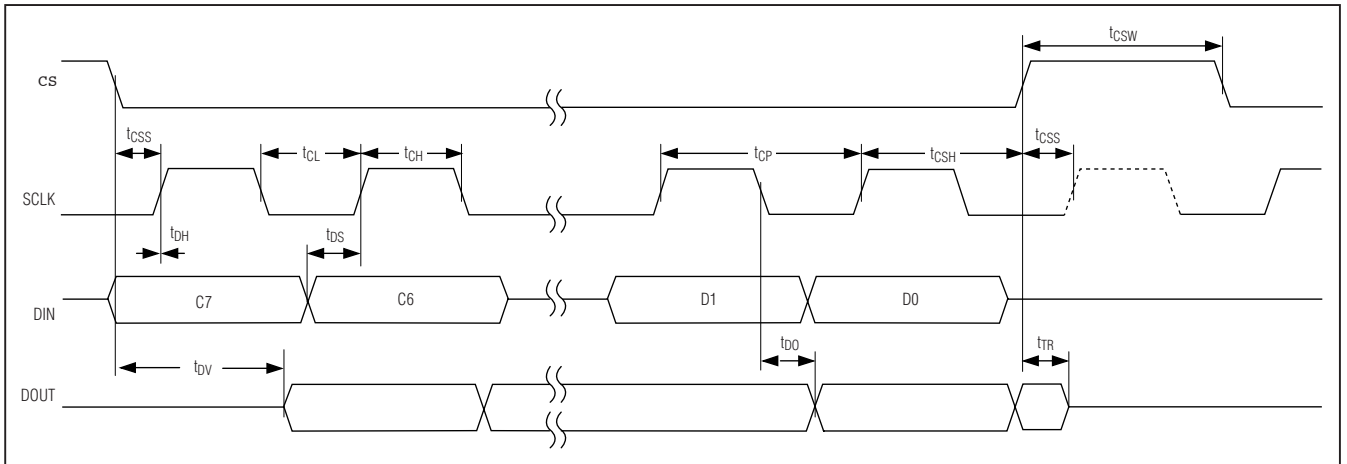 tCSW
CS
tCSS
tCL
tCH
tCP
tCSH
tCSS
SCLK
tDH
tDS
C7
C6
D1
D0
DIN
tDV
tDO
tTR
DOUT